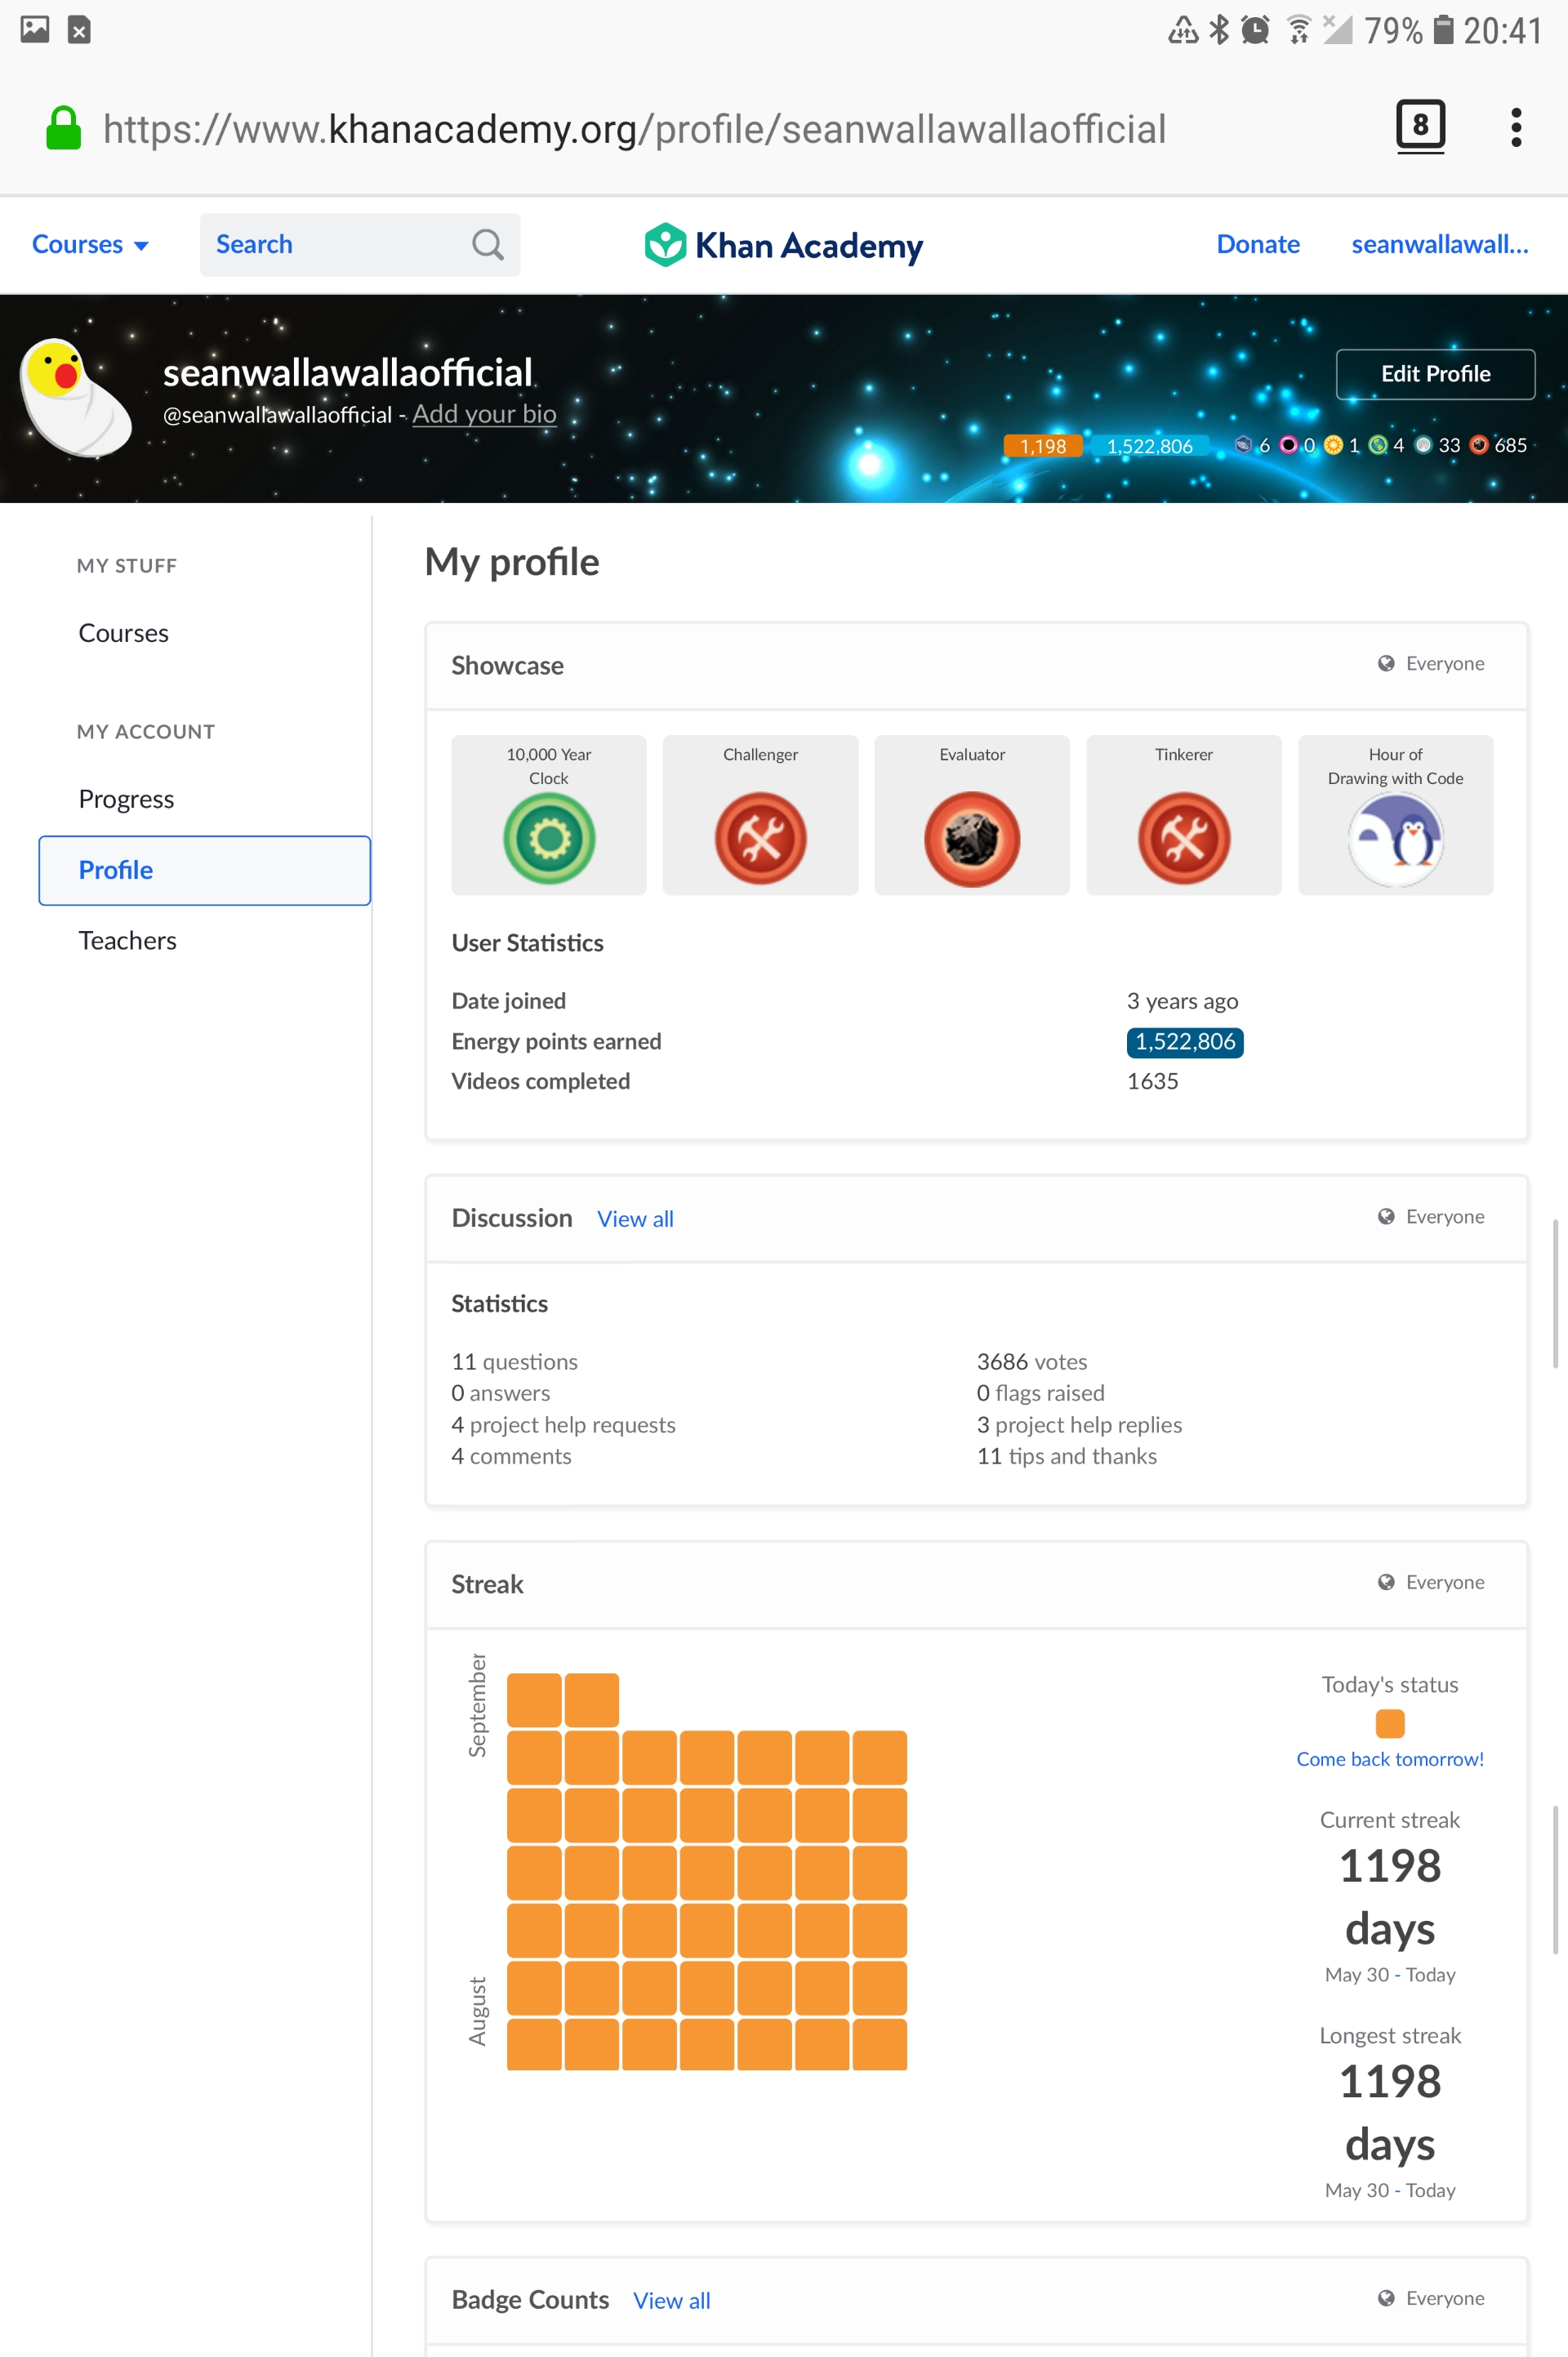 79% 20:41
https://www.khanacademy.org/profile/seanwallawallaofficial
8
Courses
Search
Khan Academy
Donate
seanwallawall...
seanwallawallaofficial
Edit Profile
@seanwallawallaofficial - Add your bio
1,198 1,522,806 6 0 1 4 33 685
MY STUFF
Courses
MY ACCOUNT
Progress
Profile
Teachers
My profile
Showcase
Everyone
10,000 Year
Clock
Challenger
Evaluator
Tinkerer
Hour of
Drawing with Code
User Statistics
Date joined 3 years ago
Energy points earned 1,522,806
Videos completed 1635
Discussion View all
Everyone
Statistics
11 questions
0 answers
4 project help requests
4 comments
3686 votes
0 flags raised
3 project help replies
11 tips and thanks
Streak
Everyone
September
August
Today's status
Come back tomorrow!
Current streak
1198
days
May 30 - Today
Longest streak
1198
days
May 30 - Today
Badge Counts View all
Everyone